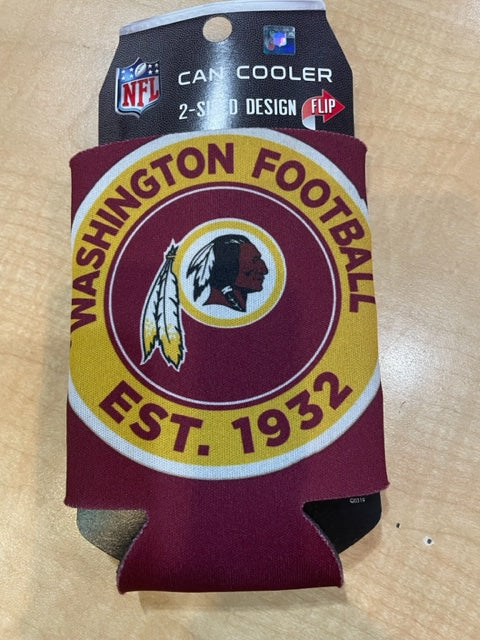 NFL
CAN COOLER
2-SIDED DESIGN FLIP
WASHINGTON FOOTBALL
EST. 1932